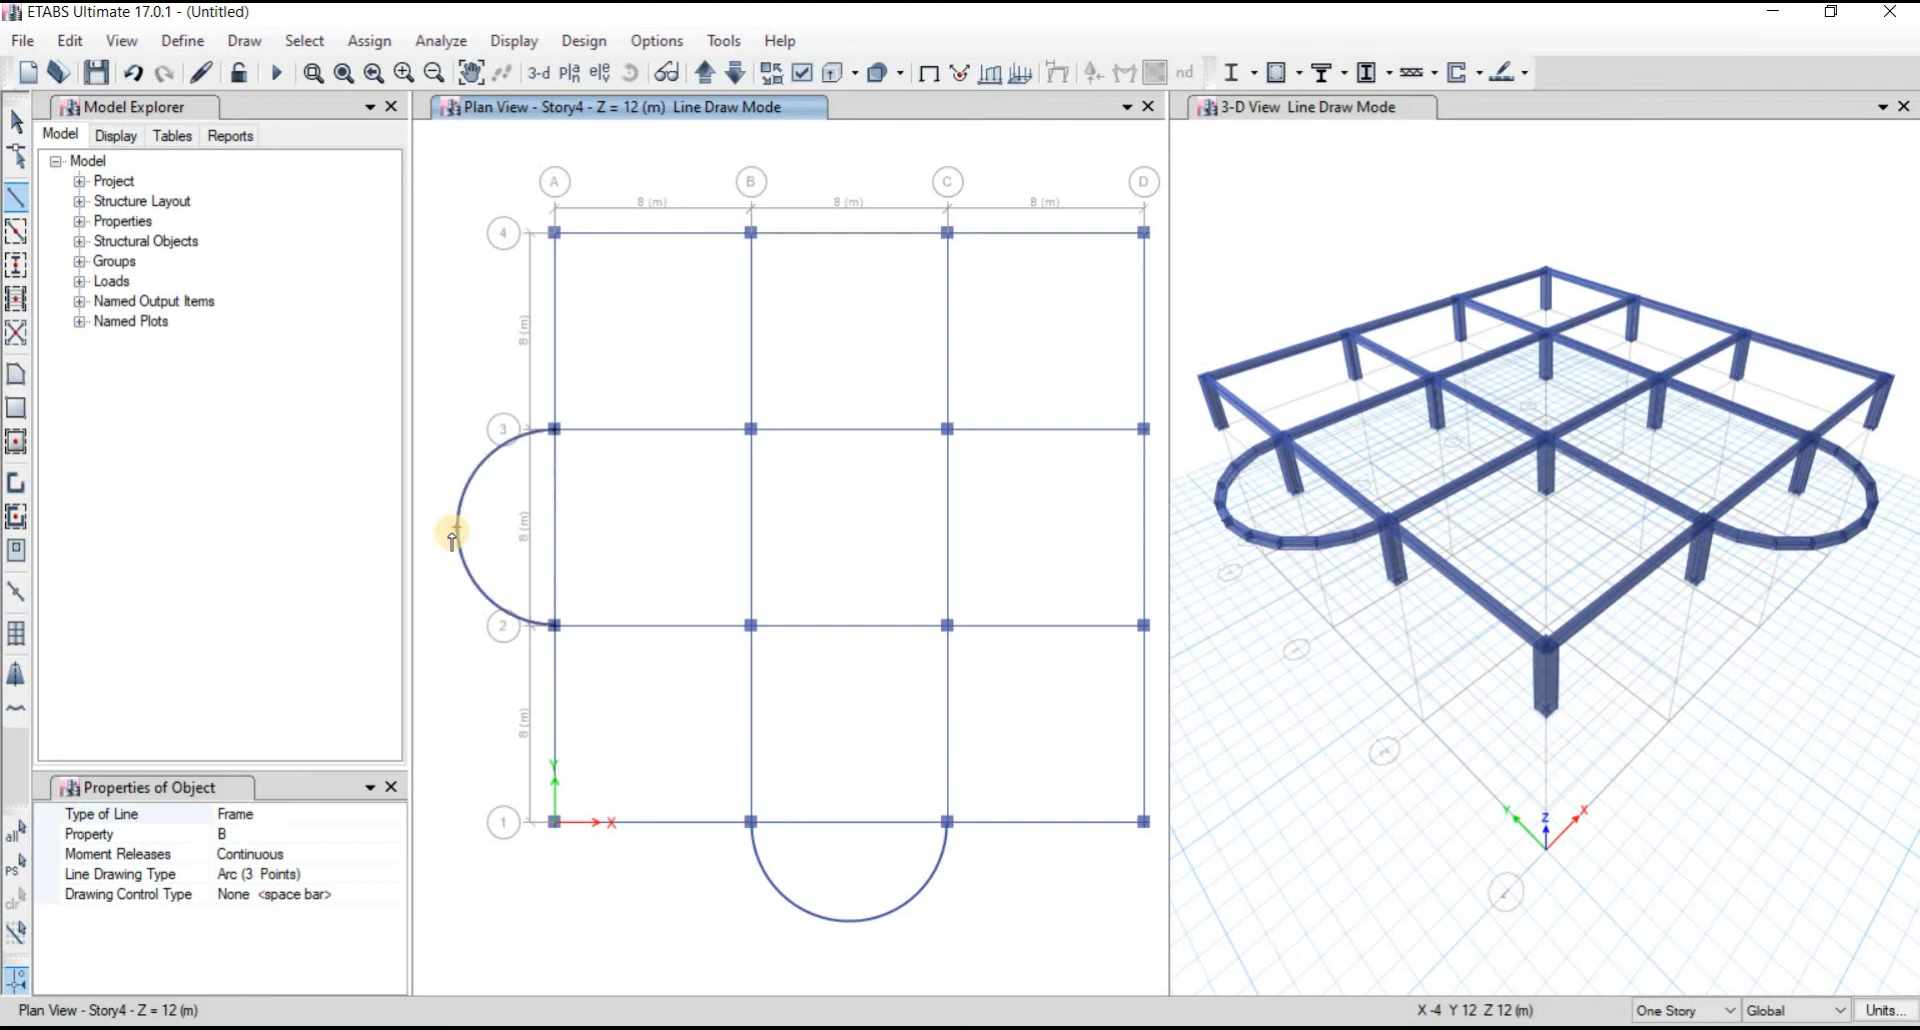 ETABS Ultimate 17.0.1 - (Untitled)
File Edit View Define Draw Select Assign Analyze Display Design Options Tools Help
3-d nd
Model Explorer
Plan View - Story4 - Z = 12 (m) Line Draw Mode
3-D View Line Draw Mode
Model Display Tables Reports
Model
Project
Structure Layout
Properties
Structural Objects
Groups
Loads
Named Output Items
Named Plots
A B C D
8 (m) 8 (m) 8 (m)
4
8 (m)
3
8 (m)
2
8 (m)
Y
1
X
Y Z X
Properties of Object
Type of Line Frame
Property B
Moment Releases Continuous
Line Drawing Type Arc (3 Points)
Drawing Control Type None <space bar>
all
PS
clr
Plan View - Story4 - Z = 12 (m)
X -4 Y 12 Z 12 (m)
One Story
Global
Units...